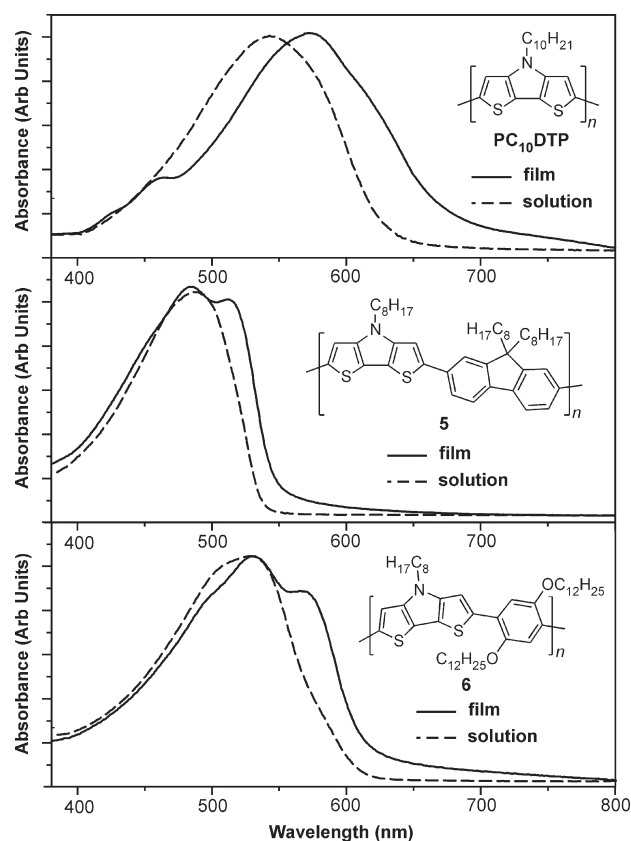 Absorbance (Arb Units)
C₁₀H₂₁
N
S S
n
PC₁₀DTP
film
solution
400 500 600 700
Absorbance (Arb Units)
C₈H₁₇
N
S S
H₁₇C₈
C₈H₁₇
n
5
film
solution
400 500 600 700
Absorbance (Arb Units)
H₁₇C₈
N
S S
OC₁₂H₂₅
C₁₂H₂₅O
n
6
film
solution
400 500 600 700 800
Wavelength (nm)